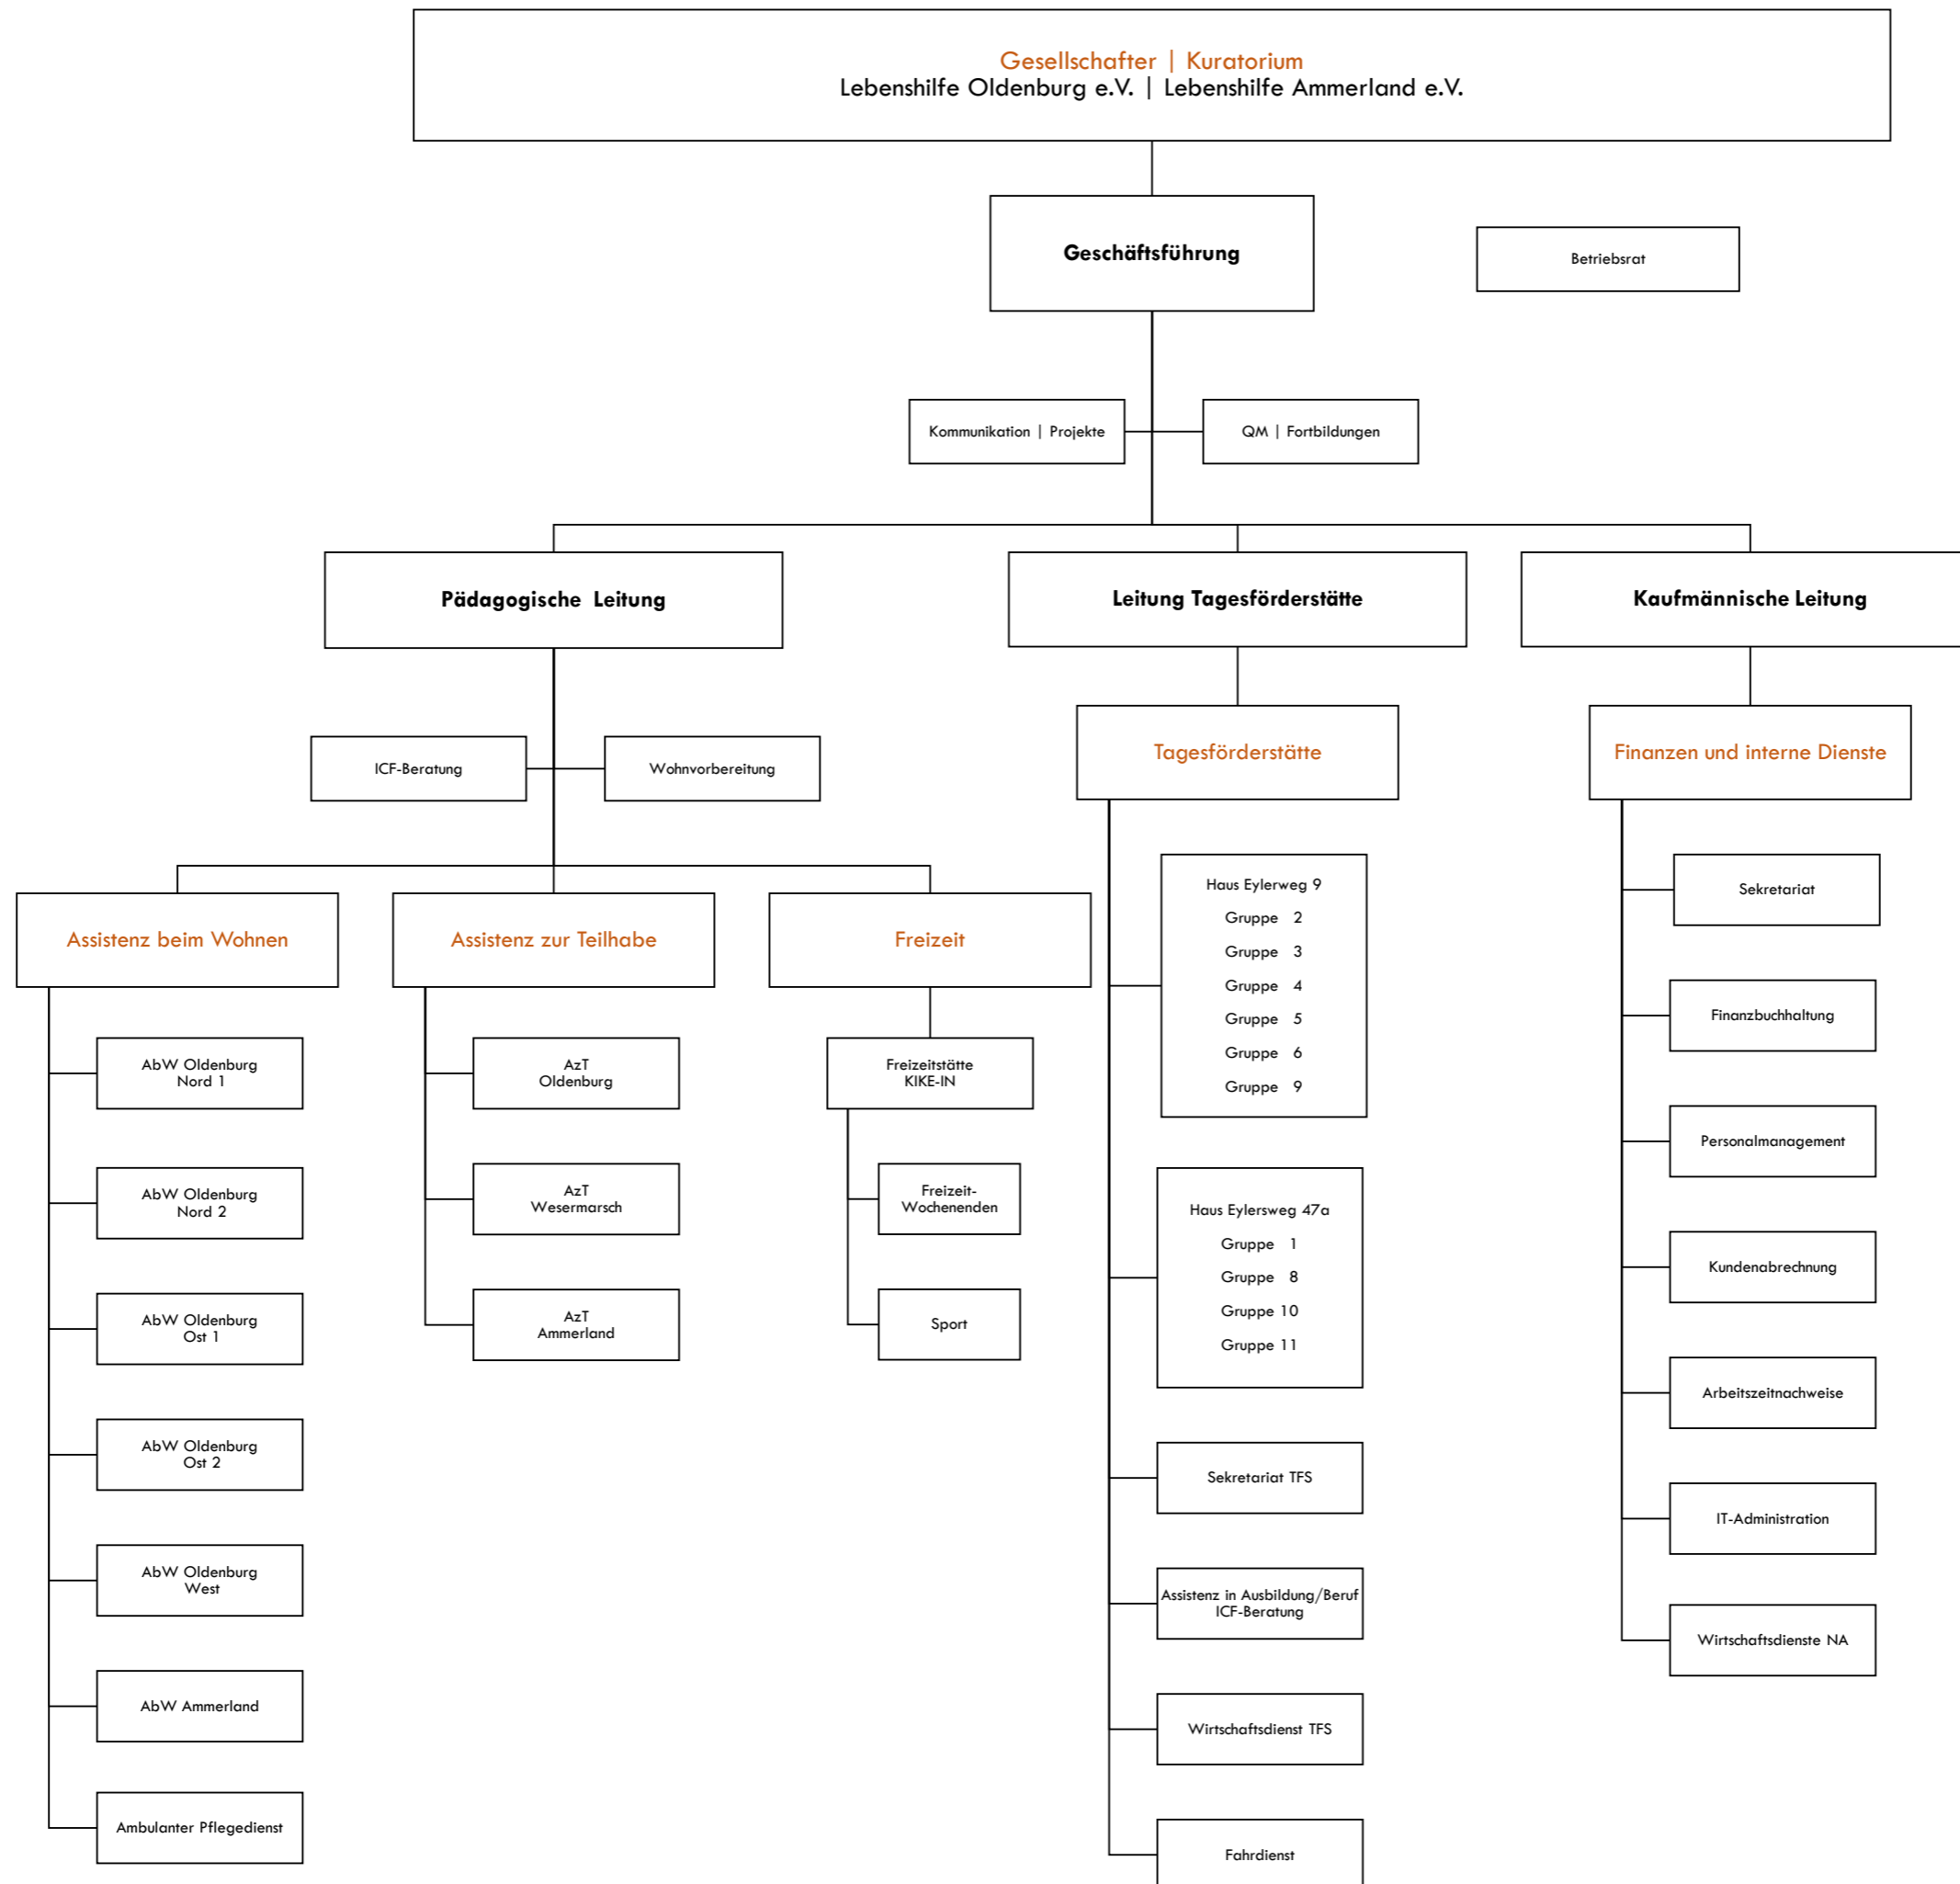 Gesellschafter | Kuratorium
Lebenshilfe Oldenburg e.V. | Lebenshilfe Ammerland e.V.
Geschäftsführung
Betriebsrat
Kommunikation | Projekte
QM | Fortbildungen
Pädagogische Leitung
Leitung Tagesförderstätte
Kaufmännische Leitung
ICF-Beratung
Wohnvorbereitung
Tagesförderstätte
Finanzen und interne Dienste
Assistenz beim Wohnen
Assistenz zur Teilhabe
Freizeit
AbW Oldenburg
Nord 1
AbW Oldenburg
Nord 2
AbW Oldenburg
Ost 1
AbW Oldenburg
Ost 2
AbW Oldenburg
West
AbW Ammerland
Ambulanter Pflegedienst
AzT
Oldenburg
AzT
Wesermarsch
AzT
Ammerland
Freizeitstätte
KIKE-IN
Freizeit-
Wochenenden
Sport
Haus Eylerweg 9
Gruppe 2
Gruppe 3
Gruppe 4
Gruppe 5
Gruppe 6
Gruppe 9
Haus Eylersweg 47a
Gruppe 1
Gruppe 8
Gruppe 10
Gruppe 11
Sekretariat TFS
Assistenz in Ausbildung/Beruf
ICF-Beratung
Wirtschaftsdienst TFS
Fahrdienst
Sekretariat
Finanzbuchhaltung
Personalmanagement
Kundenabrechnung
Arbeitszeitnachweise
IT-Administration
Wirtschaftsdienste NA